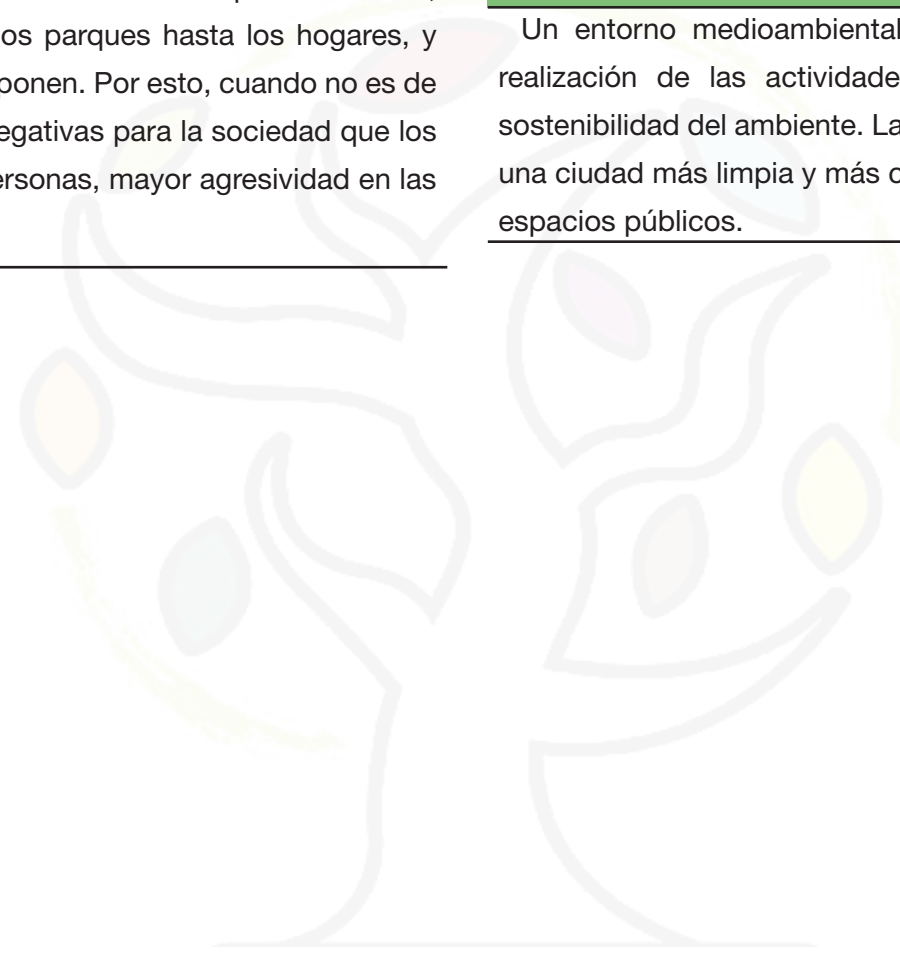 os parques hasta los hogares, y
ponen. Por esto, cuando no es de
egativas para la sociedad que los
ersonas, mayor agresividad en las
Un entorno medioambiental
realización de las actividade
sostenibilidad del ambiente. La
una ciudad más limpia y más
espacios públicos.